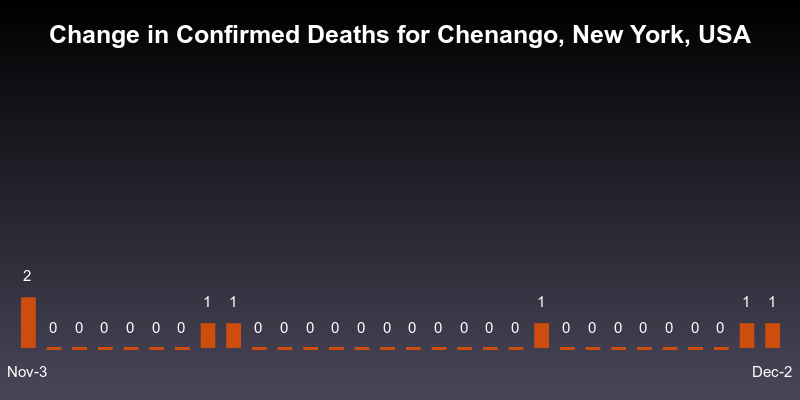 Change in Confirmed Deaths for Chenango, New York, USA
2
1 1 1 1 1
0 0 0 0 0 0 0 0 0 0 0 0 0 0 0 0 0 0 0 0 0 0 0 0
Nov-3 Dec-2